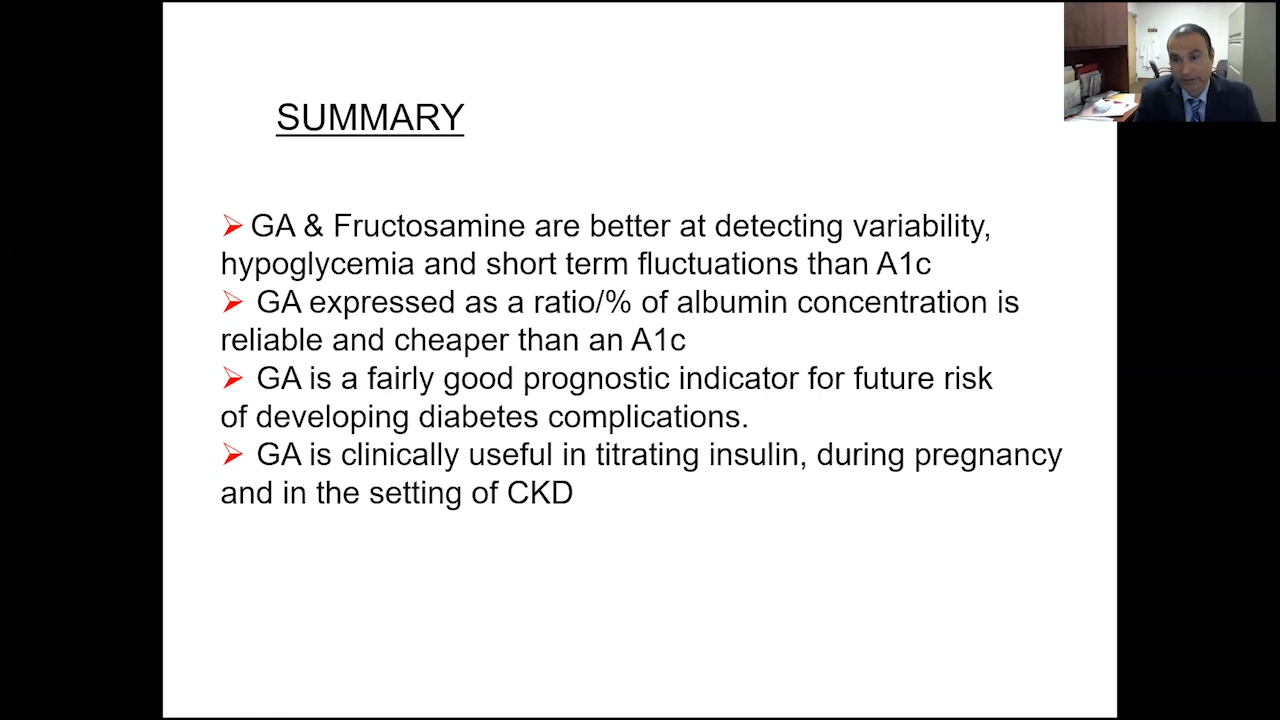 SUMMARY
➢ GA & Fructosamine are better at detecting variability,
hypoglycemia and short term fluctuations than A1c
➢ GA expressed as a ratio/% of albumin concentration is
reliable and cheaper than an A1c
➢ GA is a fairly good prognostic indicator for future risk
of developing diabetes complications.
➢ GA is clinically useful in titrating insulin, during pregnancy
and in the setting of CKD